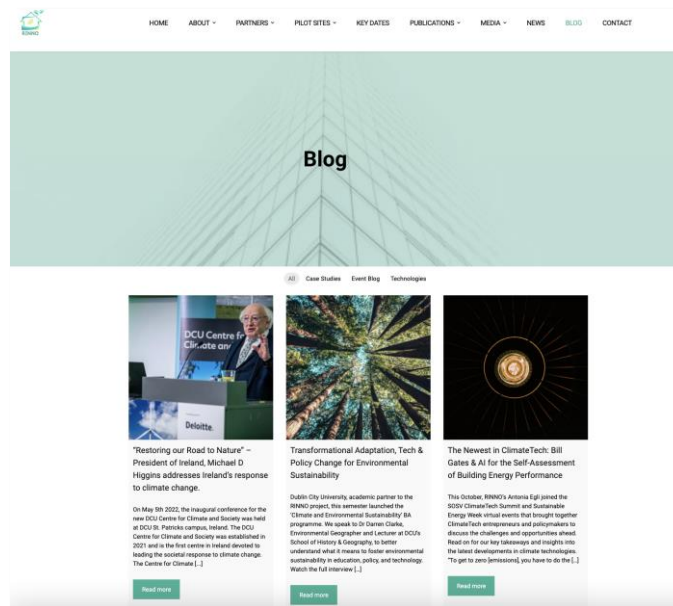 RINNO
HOME ABOUT PARTNERS PILOT SITES KEY DATES PUBLICATIONS MEDIA NEWS BLOG CONTACT
Blog
All Case Studies Event Blog Technologies
DCU Centre fo
Climate and
Deloitte.
"Restoring our Road to Nature" –
President of Ireland, Michael D
Higgins addresses Ireland's response
to climate change.
On May 5th 2022, the inaugural conference for the
new DCU Centre for Climate and Society was held
at DCU St. Patricks campus, Ireland. The DCU
Centre for Climate and Society was established in
2021 and is the first centre in Ireland devoted to
leading the societal response to climate change.
The Centre for Climate [...]
Read more
Transformational Adaptation, Tech &
Policy Change for Environmental
Sustainability
Dublin City University, academic partner to the
RINNO project, this semester launched the
'Climate and Environmental Sustainability' BA
programme. We speak to Dr Darren Clarke,
Environmental Geographer and Lecturer at DCU's
School of History & Geography, to better
understand what it means to foster environmental
sustainability in education, policy, and technology.
Watch the full interview [...]
Read more
The Newest in ClimateTech: Bill
Gates & AI for the Self-Assessment
of Building Energy Performance
This October, RINNO's Antonia Egli joined the
SOSV ClimateTech Summit and Sustainable
Energy Week virtual events that brought together
ClimateTech entrepreneurs and policymakers to
discuss the challenges and opportunities ahead.
Read on for our key takeaways and insights into
the latest developments in climate technologies.
"To get to zero [emissions], you have to do the [...]
Read more